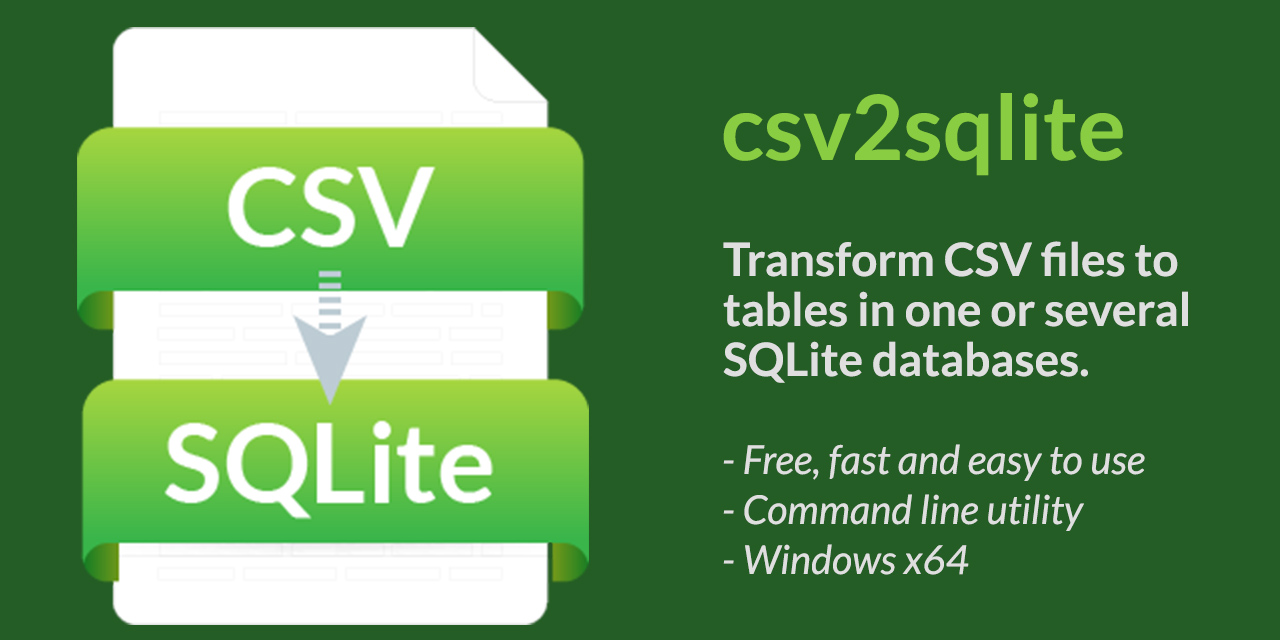 CSV
SQLite
csv2sqlite
Transform CSV files to
tables in one or several
SQLite databases.
- Free, fast and easy to use
- Command line utility
- Windows x64